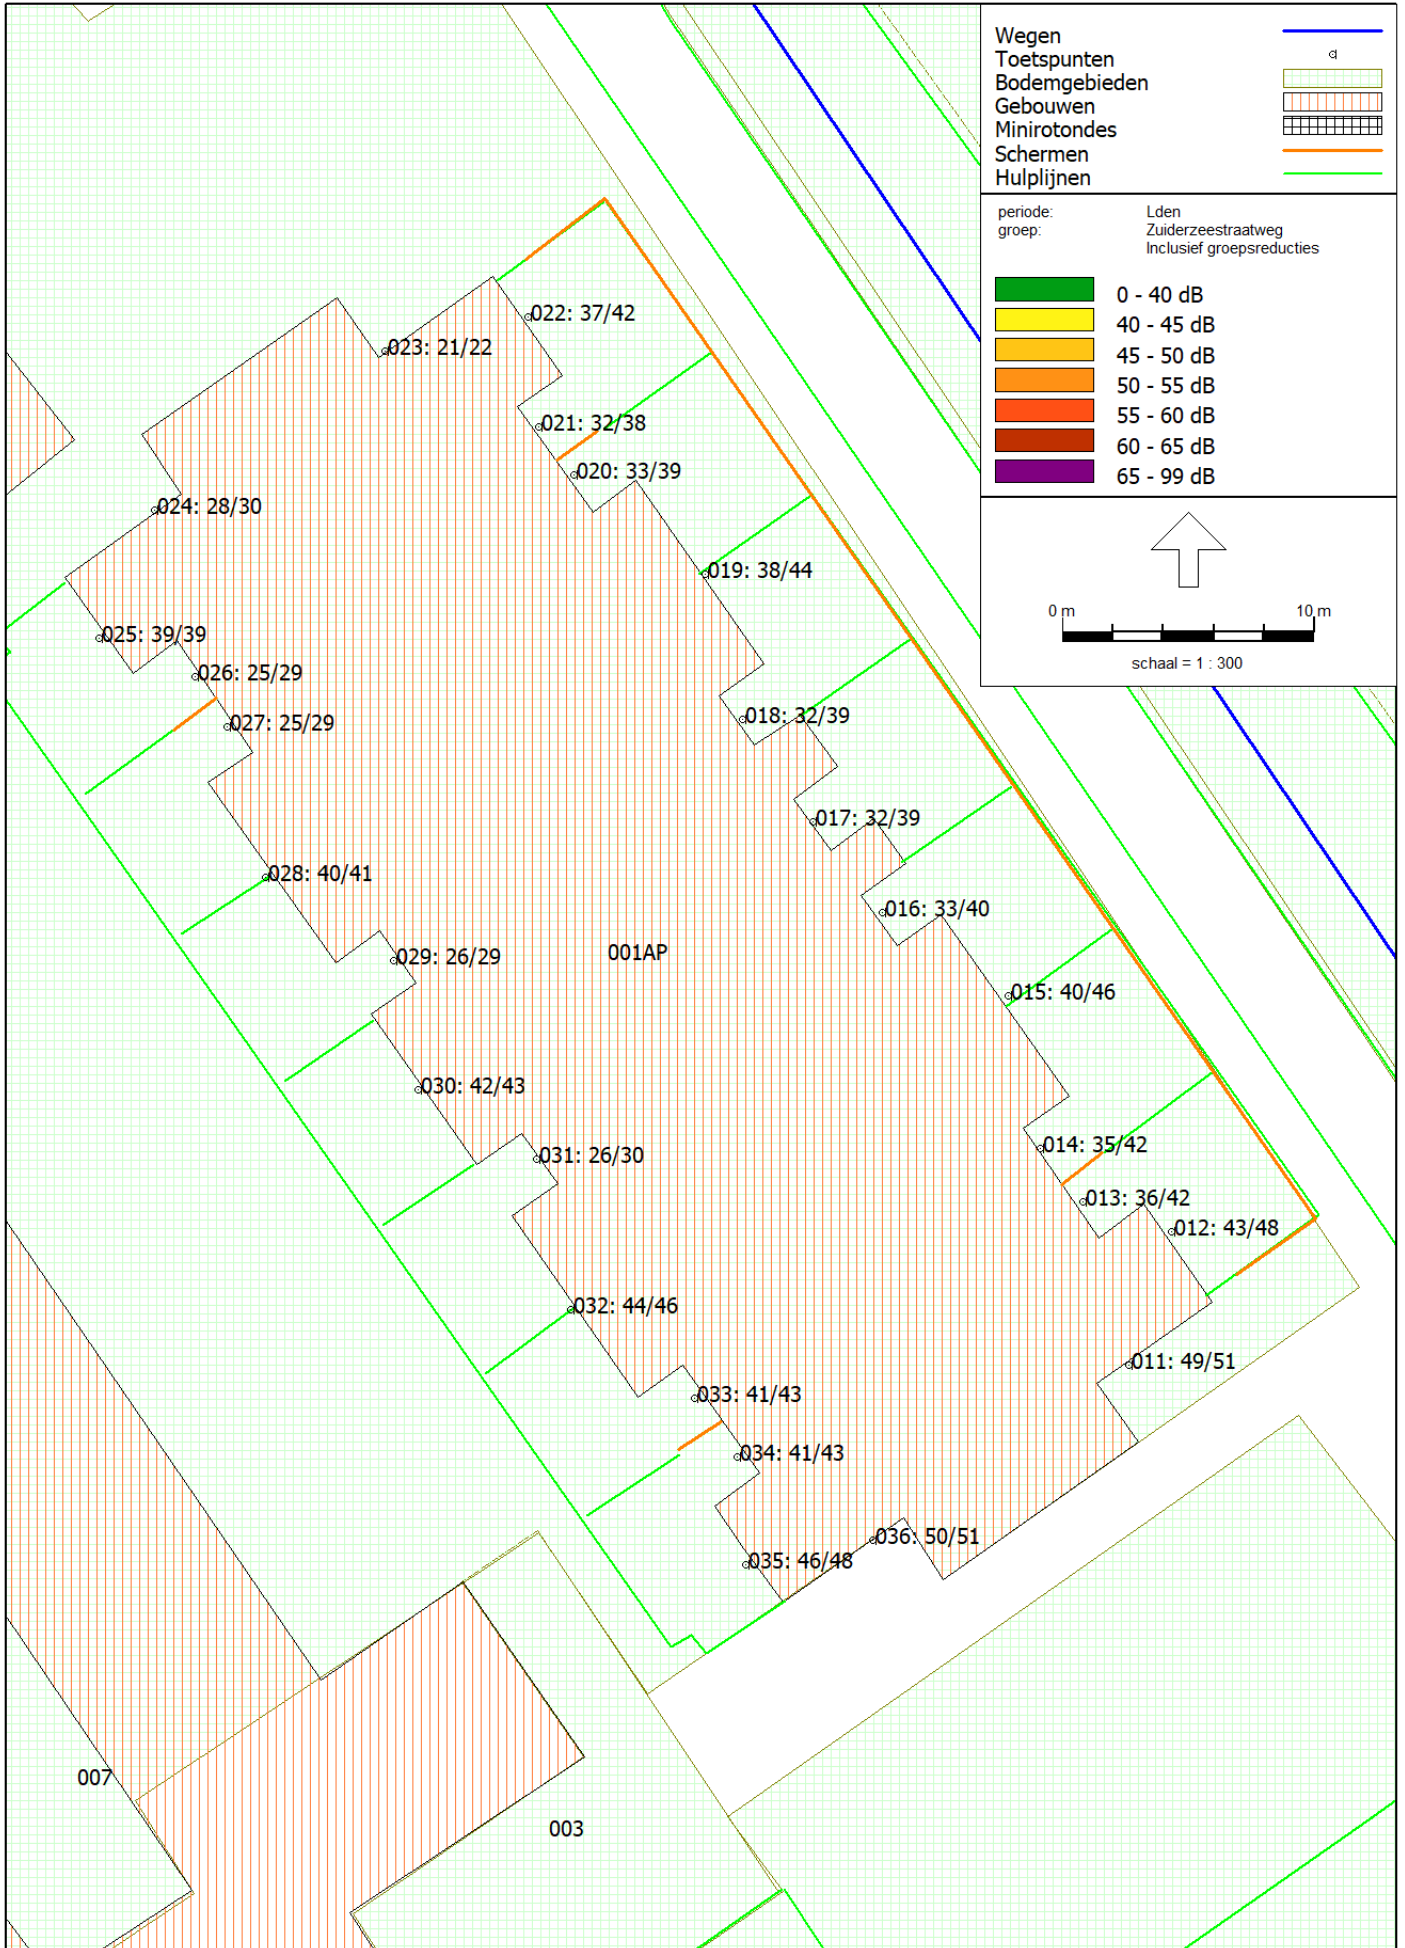 Wegen
Toetspunten
Bodemgebieden
Gebouwen
Minirotondes
Schermen
Hulplijnen
periode: Lden
groep: Zuiderzeestraatweg
Inclusief groepsreducties
0 - 40 dB
40 - 45 dB
45 - 50 dB
50 - 55 dB
55 - 60 dB
60 - 65 dB
65 - 99 dB
0 m 10 m
schaal = 1 : 300
022: 37/42
023: 21/22
021: 32/38
020: 33/39
024: 28/30
019: 38/44
025: 39/39
026: 25/29
027: 25/29
018: 32/39
017: 32/39
028: 40/41
016: 33/40
029: 26/29
001AP
015: 40/46
030: 42/43
014: 35/42
031: 26/30
013: 36/42
012: 43/48
032: 44/46
011: 49/51
033: 41/43
034: 41/43
036: 50/51
035: 46/48
007
003